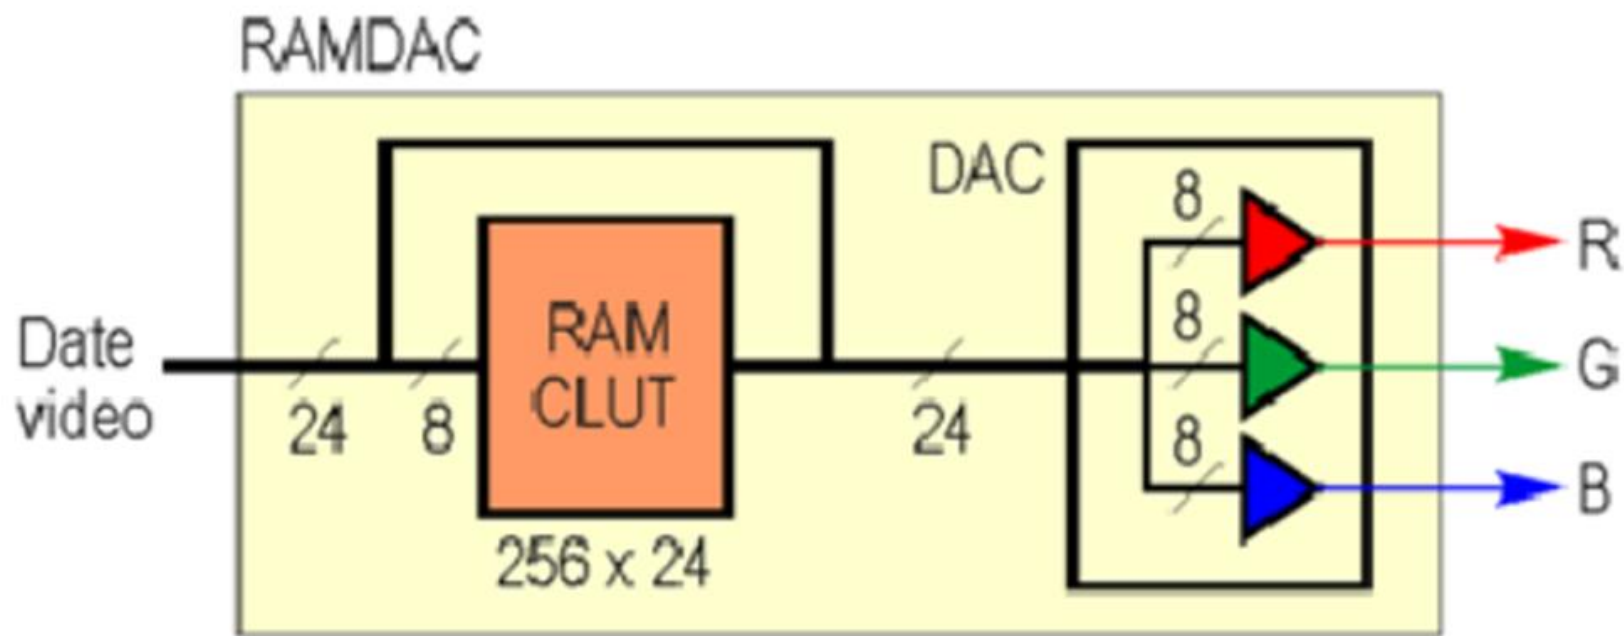 RAMDAC
DAC
8
8
8
R
G
B
Date
video
24
8
RAM
CLUT
24
256 x 24